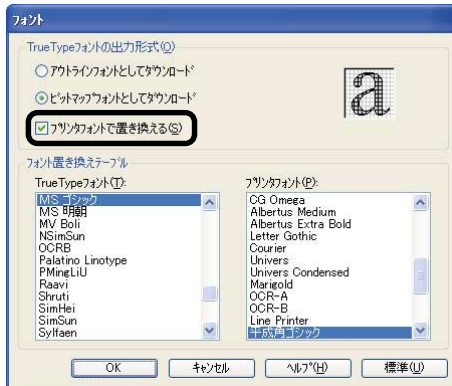 フォント
TrueTypeフォントの出力形式(O)
アウトラインフォントとしてダウンロード
ビットマップフォントとしてダウンロード
プリンタフォントで置き換える(S)
a
フォント置き換えテーブル
TrueTypeフォント(T):
MS ゴシック
MS 明朝
MV Boli
NSimSun
OCRB
Palatino Linotype
PMingLiU
Raavi
Shruti
SimHei
SimSun
Sylfaen
プリンタフォント(P):
CG Omega
Albertus Medium
Albertus Extra Bold
Letter Gothic
Courier
Univers
Univers Condensed
Marigold
OCR-A
OCR-B
Line Printer
平成角ゴシック
OK
キャンセル
ヘルプ(H)
標準(U)